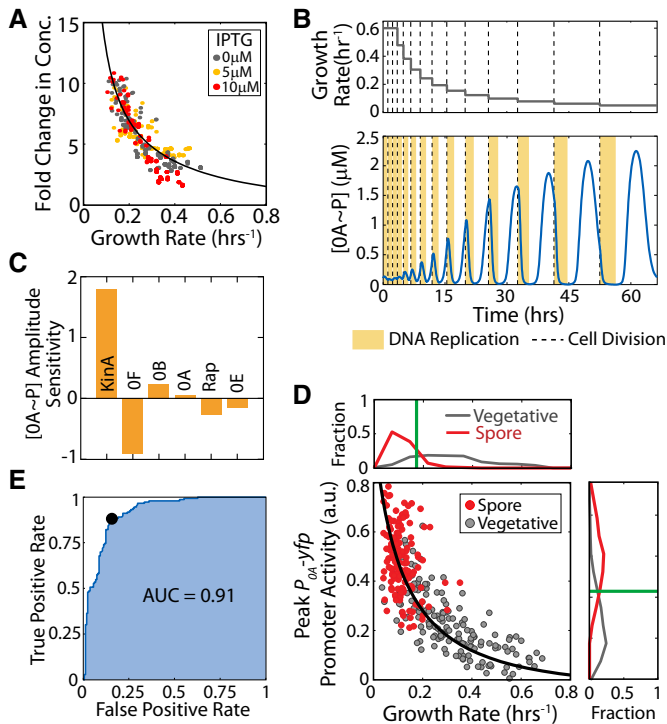 A
Fold Change in Conc.
15
10
5
0
IPTG
0μM
5μM
10μM
0
0.2
0.4
0.6
0.8
Growth Rate (hrs-1)
B
Growth
Rate(hr-1)
0.6
0.4
0.2
0
[0A~P] (μM)
2.5
2
1.5
1
0.5
0
0
15
30
45
60
Time (hrs)
DNA Replication
Cell Division
C
[0A~P] Amplitude
Sensitivity
2
1
0
-1
KinA
0F
0B
0A
Rap
0E
D
Fraction
1
0
Vegetative
Spore
Peak P0A-yfp
Promoter Activity (a.u.)
0.8
0.6
0.4
0.2
0
Spore
Vegetative
0
0.2
0.4
0.6
0.8
Growth Rate (hrs-1)
0
1
Fraction
E
True Positive Rate
1
0.75
0.5
0.25
0
AUC = 0.91
0.25
0.5
0.75
1
False Positive Rate